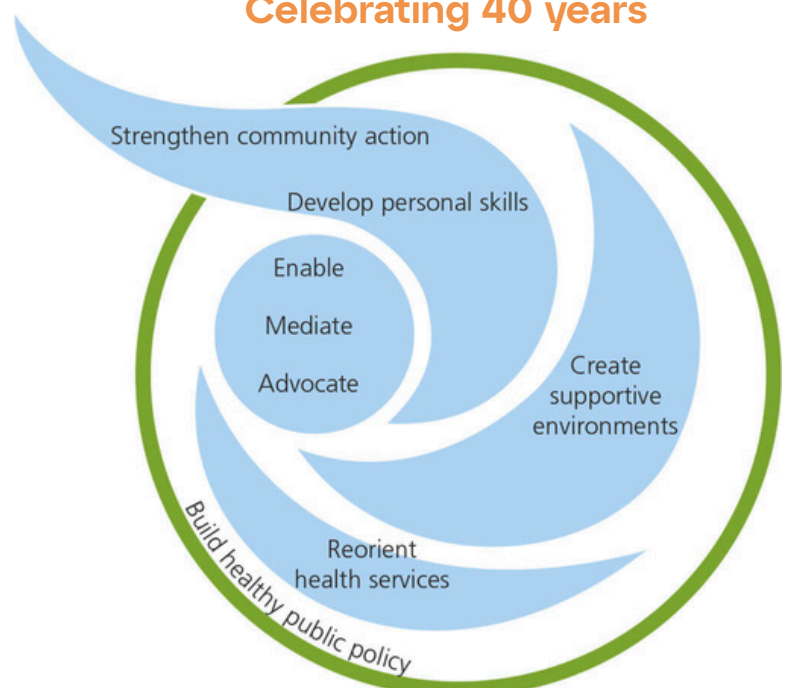 Celebrating 40 years
Strengthen community action
Develop personal skills
Enable
Mediate
Advocate
Create
supportive
environments
Reorient
health services
Build healthy public policy